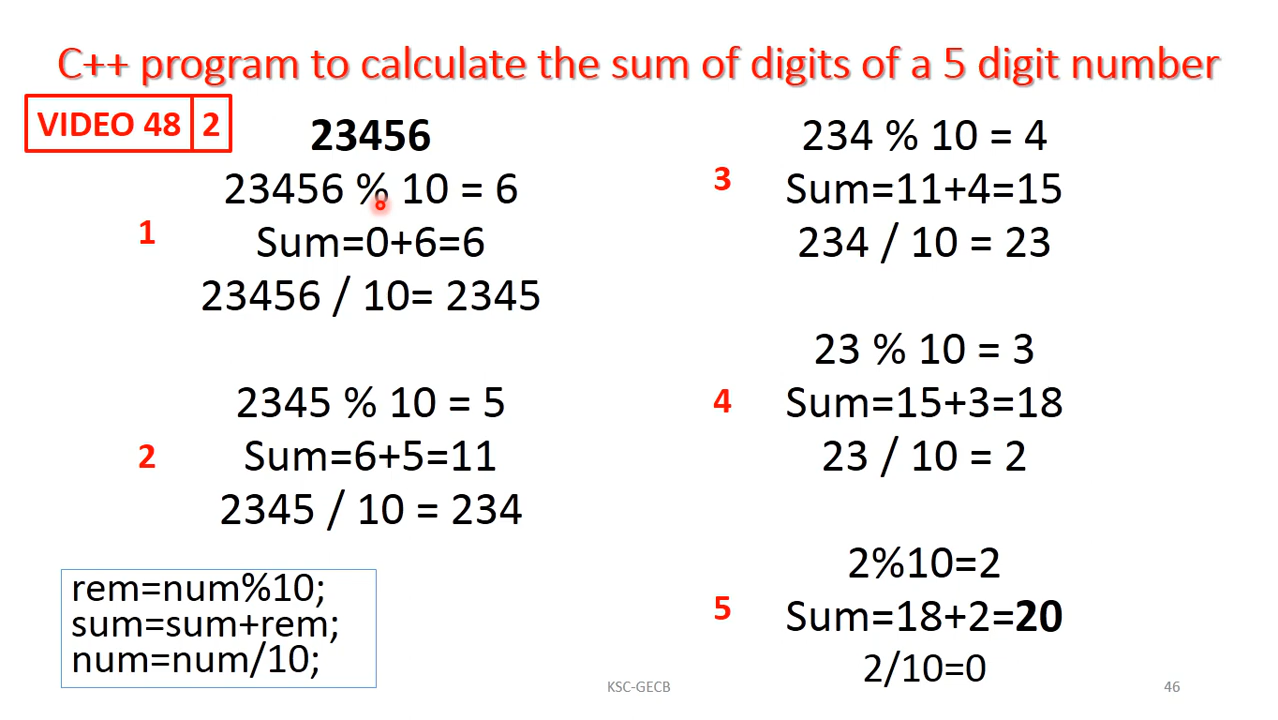 C++ program to calculate the sum of digits of a 5 digit number
VIDEO 48 2
23456
1
23456 % 10 = 6
Sum=0+6=6
23456 / 10= 2345
2
2345 % 10 = 5
Sum=6+5=11
2345 / 10 = 234
rem=num%10;
sum=sum+rem;
num=num/10;
3
234 % 10 = 4
Sum=11+4=15
234 / 10 = 23
4
23 % 10 = 3
Sum=15+3=18
23 / 10 = 2
5
2%10=2
Sum=18+2=20
2/10=0
KSC-GECB
46